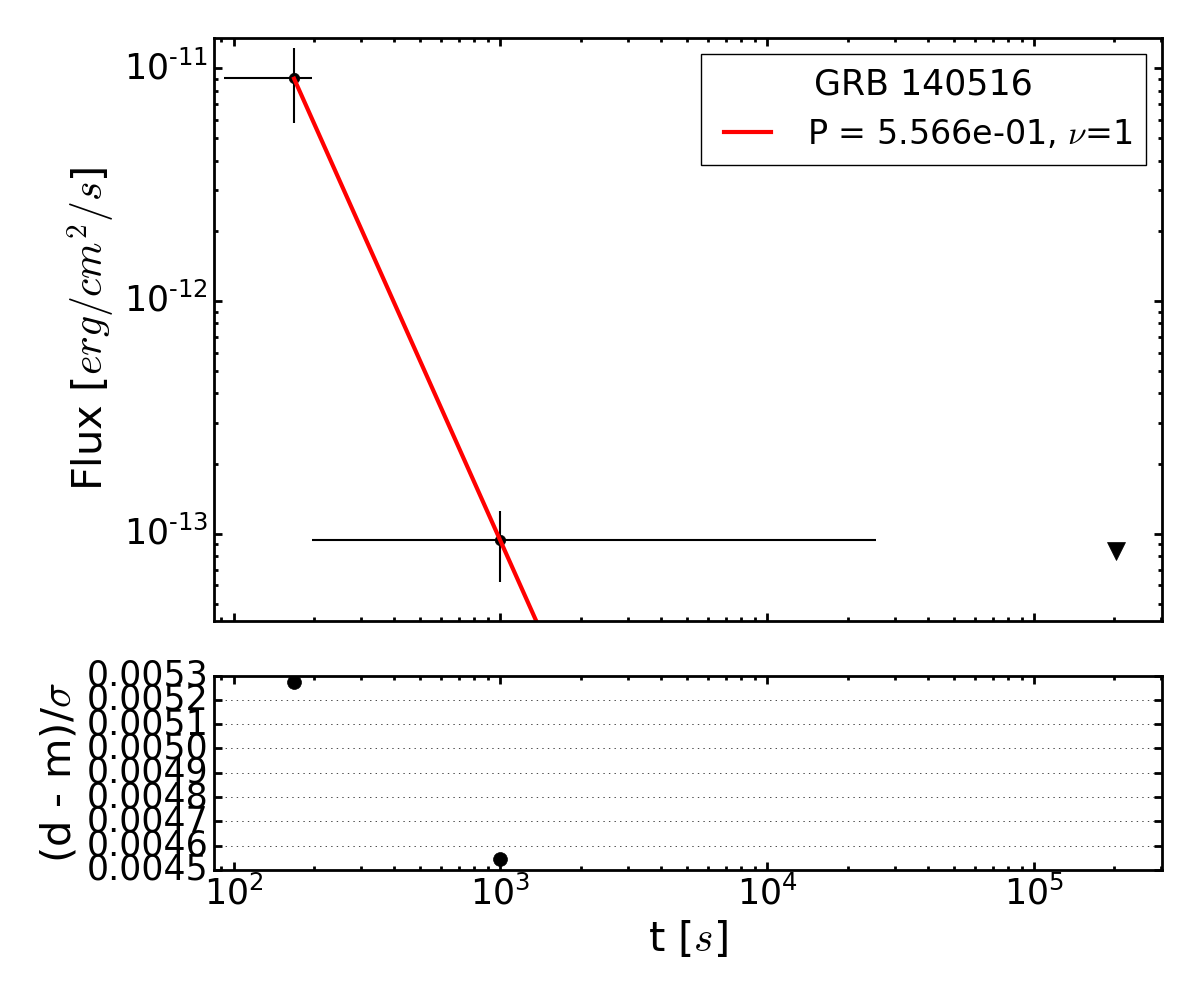 10⁻¹¹
10⁻¹²
10⁻¹³
Flux [erg/cm²/s]
GRB 140516
P = 5.566e-01, ν=1
0.0053
0.0052
0.0051
0.0050
0.0049
0.0048
0.0047
0.0046
0.0045
(d - m)/σ
10² 10³ 10⁴ 10⁵
t [s]